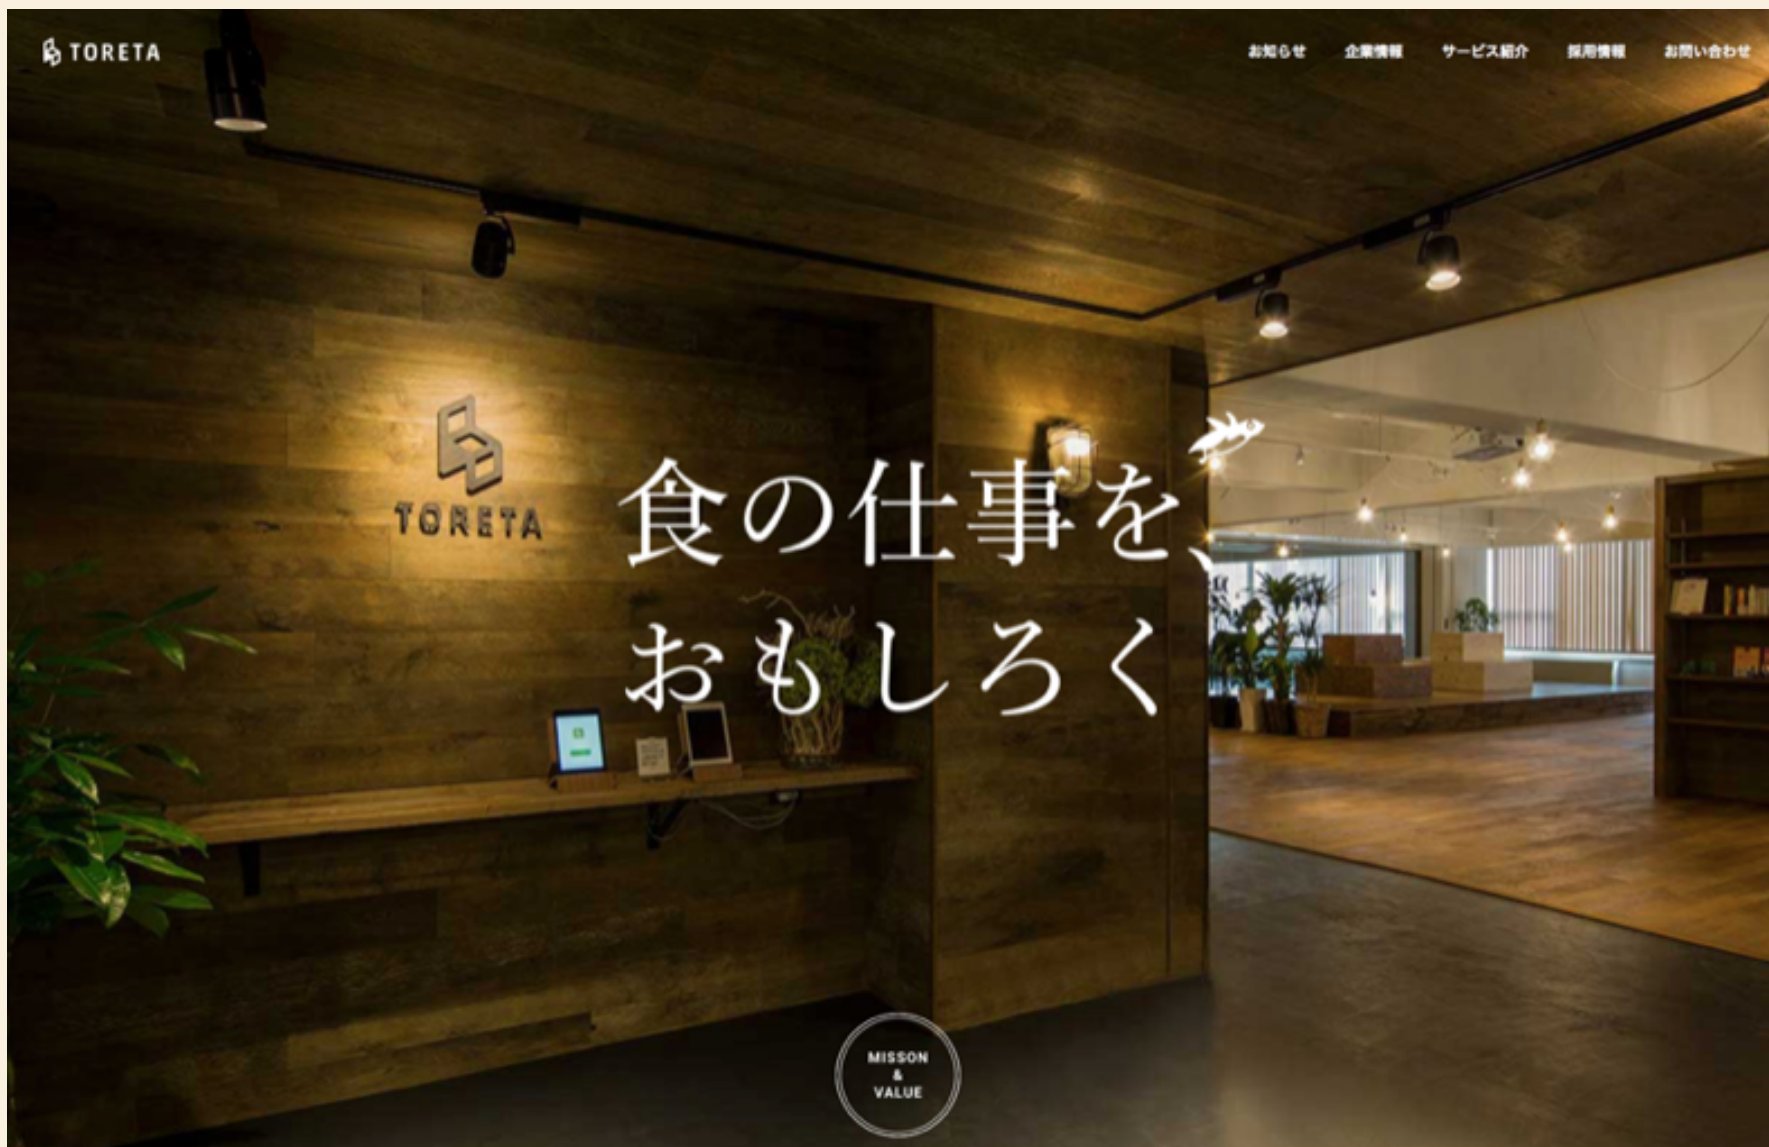 TORETA
お知らせ 企業情報 サービス紹介 採用情報 お問い合わせ
TORETA
食の仕事を、
おもしろく
MISSON
&
VALUE